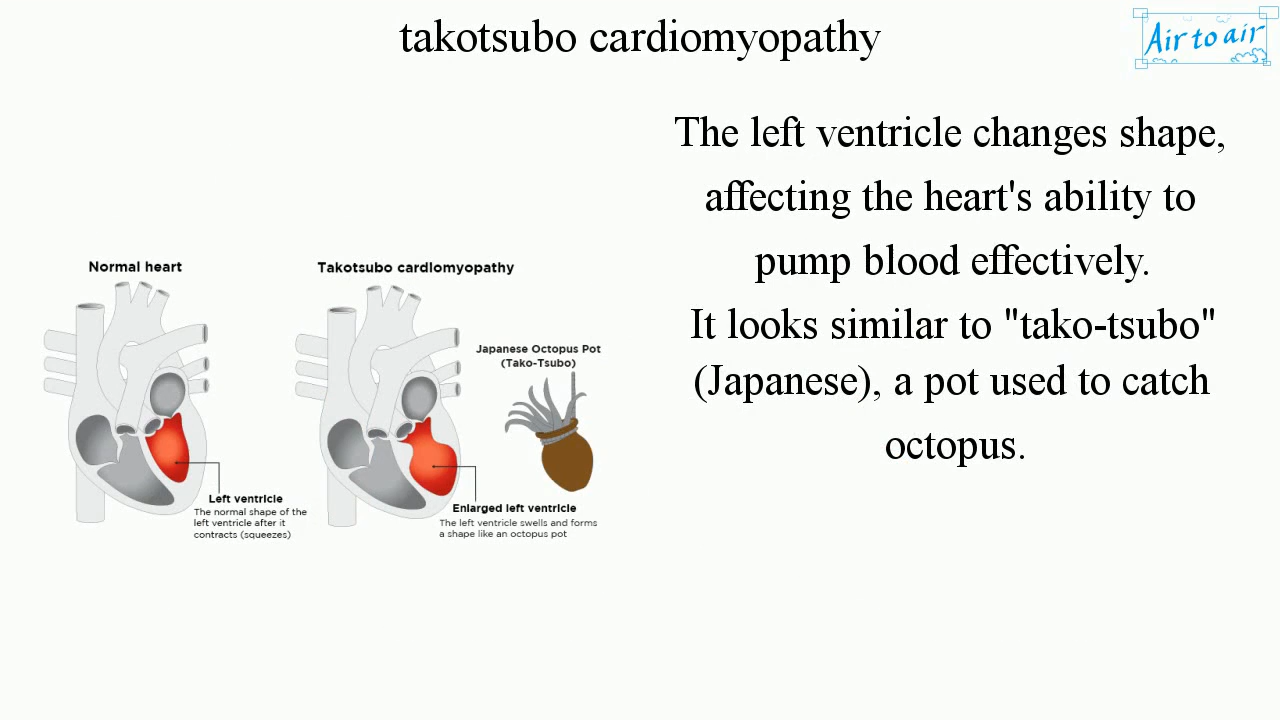 takotsubo cardiomyopathy
Air to air
The left ventricle changes shape,
affecting the heart's ability to
pump blood effectively.
It looks similar to "tako-tsubo"
(Japanese), a pot used to catch
octopus.
Normal heart
Left ventricle
The normal shape of the
left ventricle after it
contracts (squeezes)
Takotsubo cardiomyopathy
Japanese Octopus Pot
(Tako-Tsubo)
Enlarged left ventricle
The left ventricle swells and forms
a shape like an octopus pot